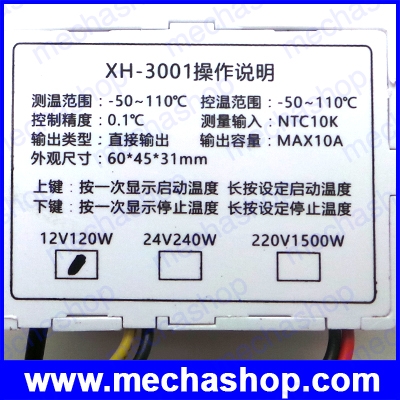 www.mechashop.com
XH-3001操作说明
测温范围：-50～110℃ 控温范围：-50～110℃
控制精度：0.1℃ 测量输入：NTC10K
输出类型：直接输出 输出容量：MAX10A
外观尺寸：60*45*31mm
上键：按一次显示启动温度 长按设定启动温度
下键：按一次显示停止温度 长按设定停止温度
12V120W 24V240W 220V1500W
www.mechashop.com